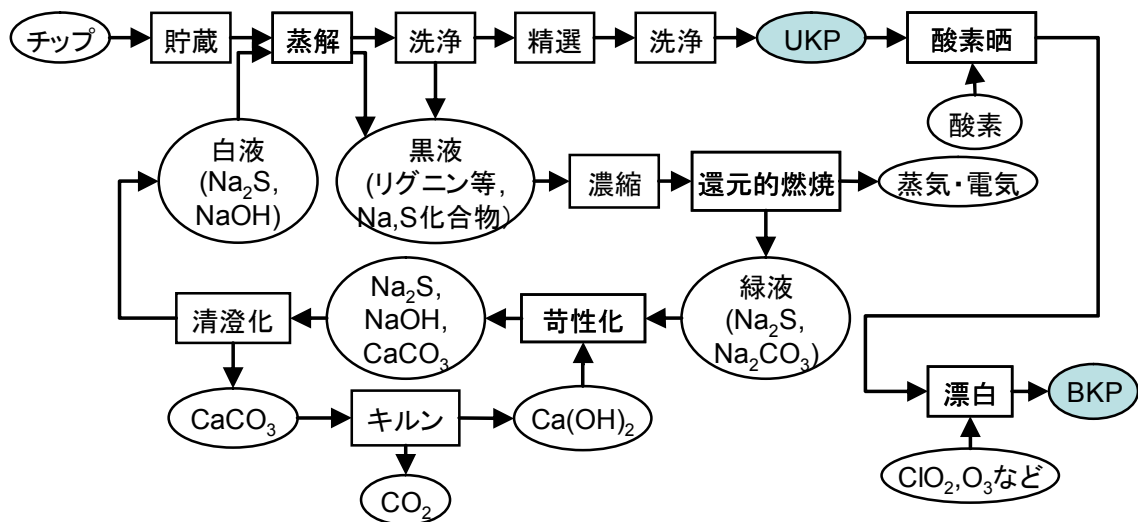 チップ
貯蔵
蒸解
洗浄
精選
洗浄
UKP
酸素晒
酸素
白液
(Na₂S,
NaOH)
黒液
(リグニン等,
Na,S化合物)
濃縮
還元的燃焼
蒸気・電気
清澄化
Na₂S,
NaOH,
CaCO₃
苛性化
緑液
(Na₂S,
Na₂CO₃)
CaCO₃
キルン
Ca(OH)₂
CO₂
漂白
BKP
ClO₂,O₃など